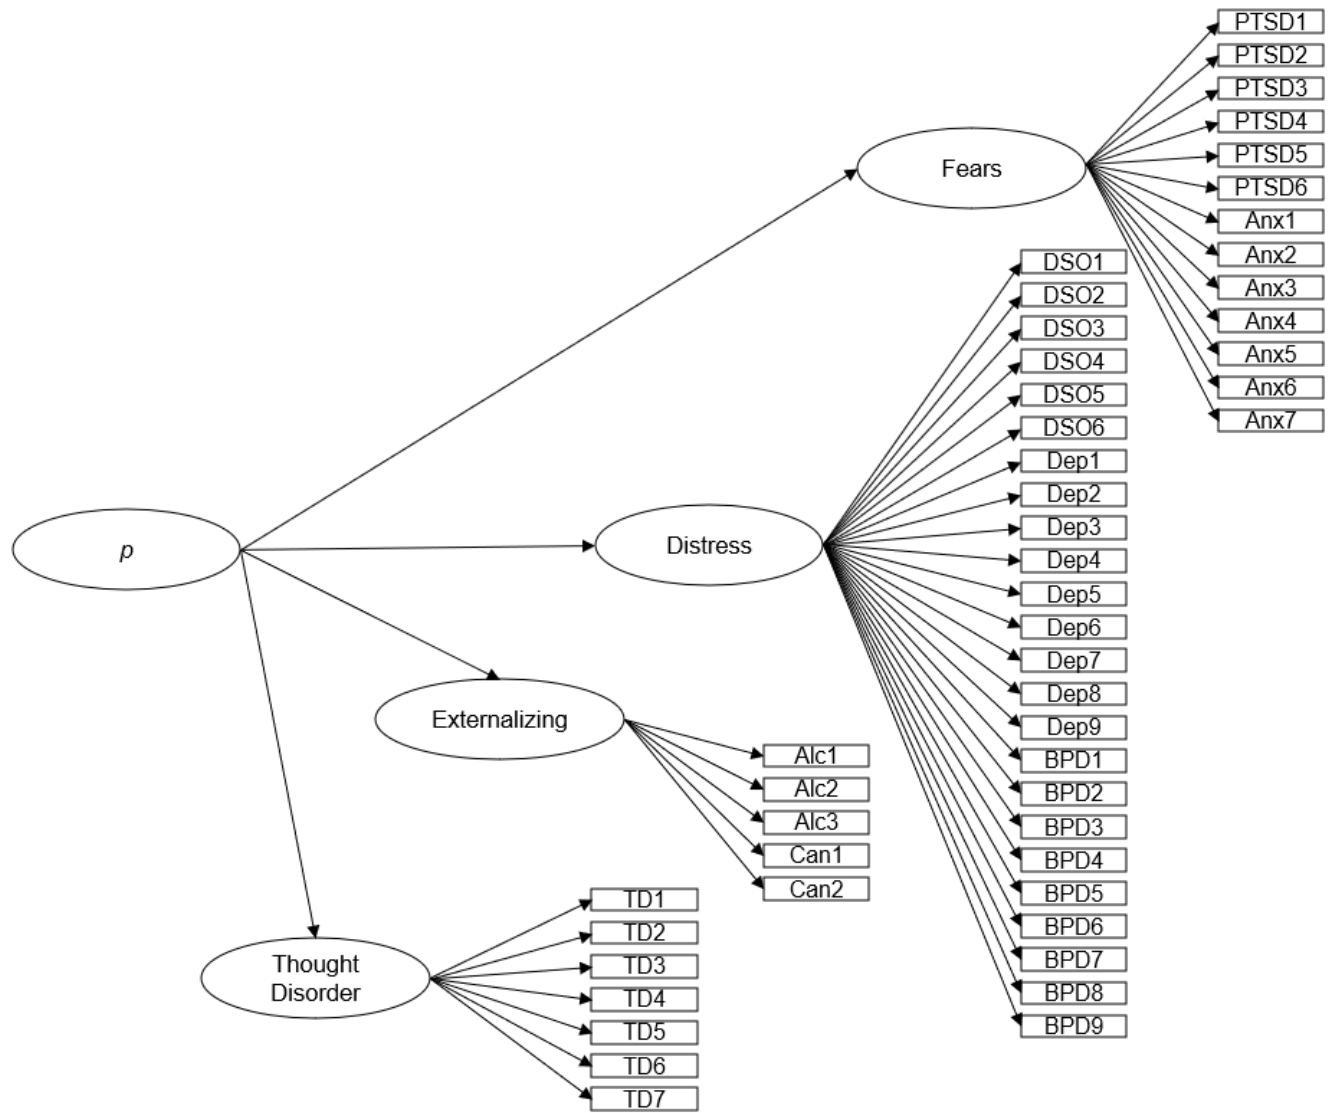 p
Fears
PTSD1
PTSD2
PTSD3
PTSD4
PTSD5
PTSD6
Anx1
Anx2
Anx3
Anx4
Anx5
Anx6
Anx7
Distress
DSO1
DSO2
DSO3
DSO4
DSO5
DSO6
Dep1
Dep2
Dep3
Dep4
Dep5
Dep6
Dep7
Dep8
Dep9
BPD1
BPD2
BPD3
BPD4
BPD5
BPD6
BPD7
BPD8
BPD9
Externalizing
Alc1
Alc2
Alc3
Can1
Can2
Thought
Disorder
TD1
TD2
TD3
TD4
TD5
TD6
TD7